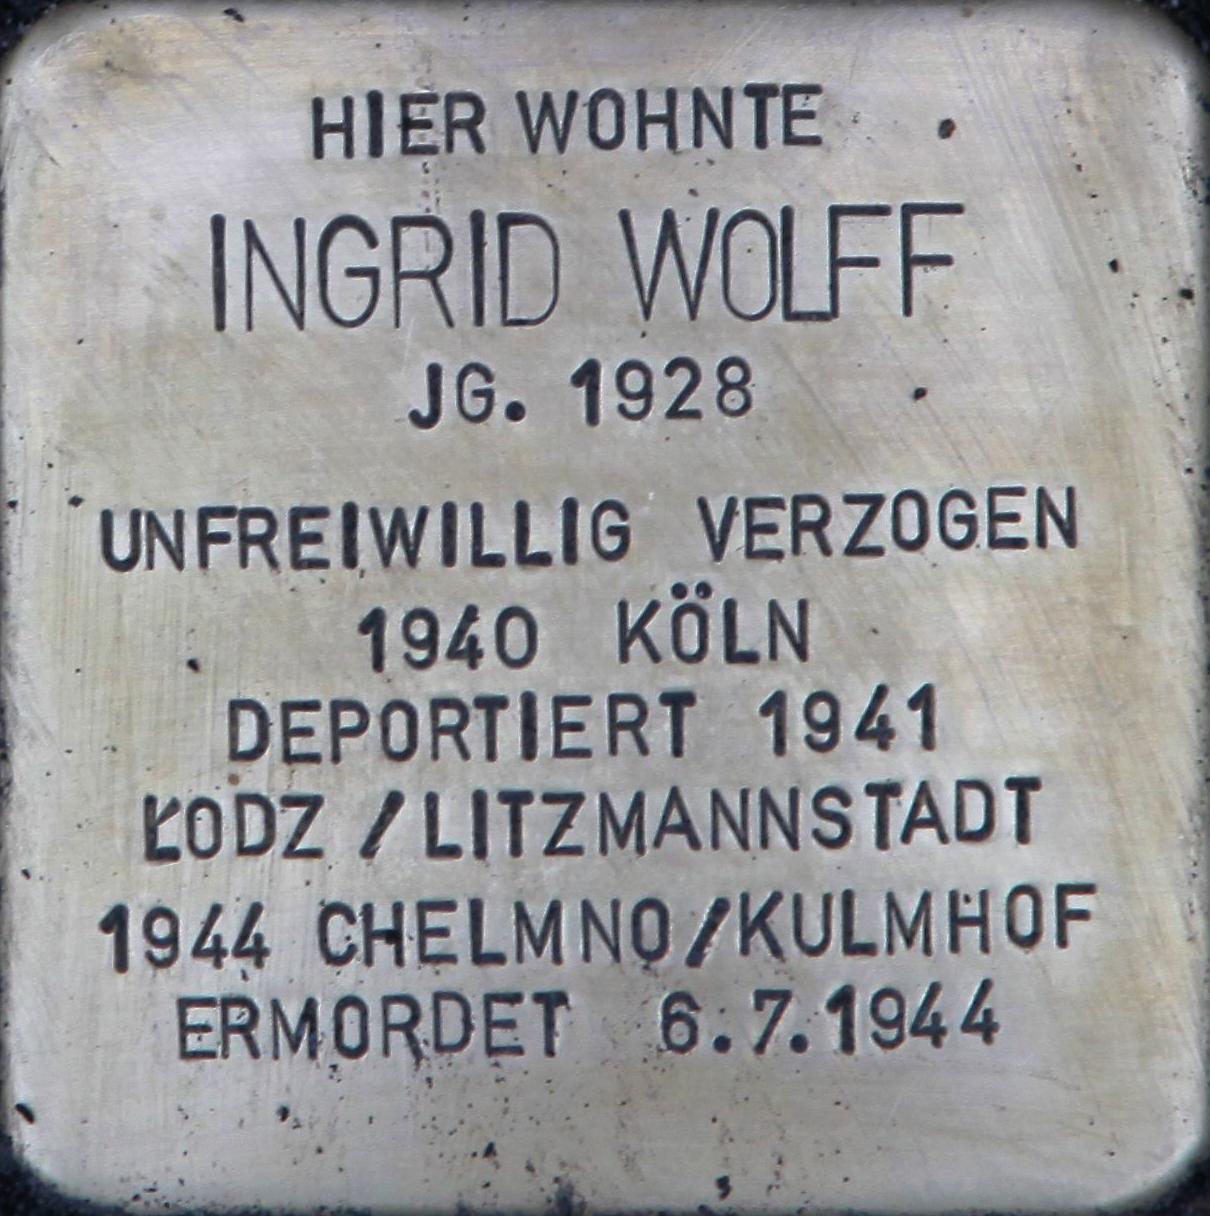 HIER WOHNTE
INGRID WOLFF
JG. 1928
UNFREIWILLIG VERZOGEN
1940 KÖLN
DEPORTIERT 1941
ŁODZ / LITZMANNSTADT
1944 CHELMNO/KULMHOF
ERMORDET 6.7.1944